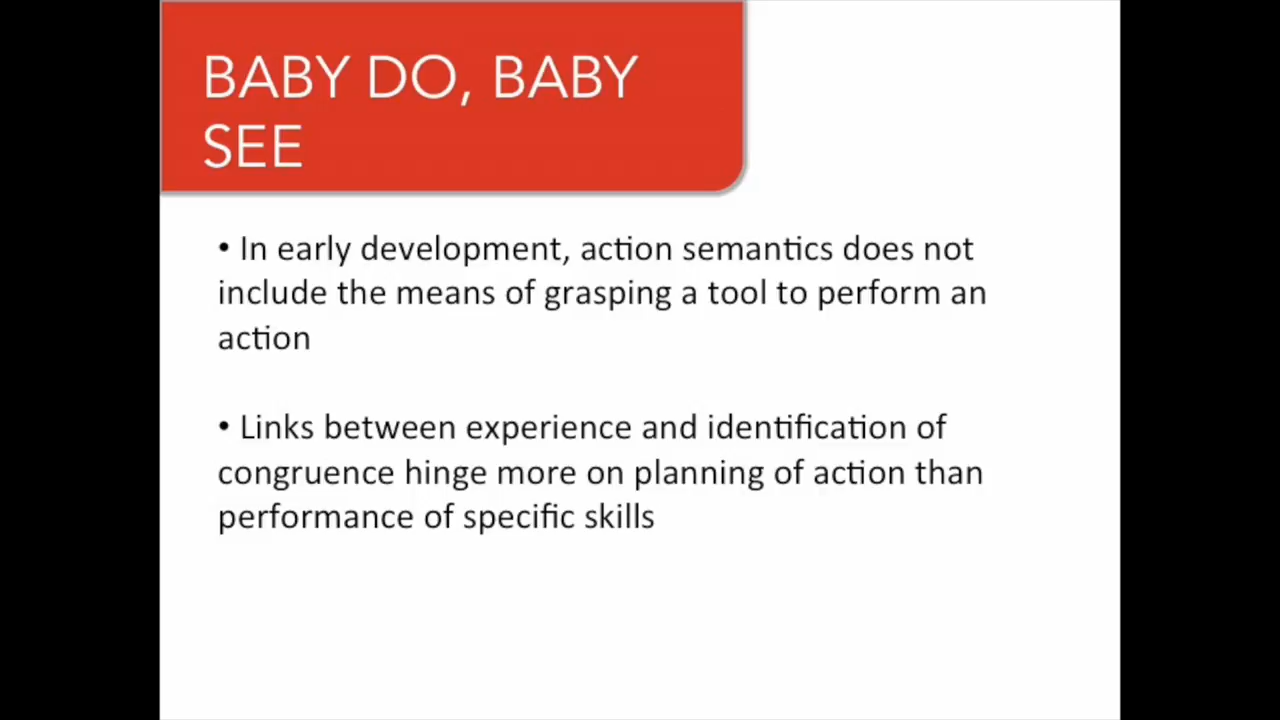 BABY DO, BABY
SEE
• In early development, action semantics does not
include the means of grasping a tool to perform an
action
• Links between experience and identification of
congruence hinge more on planning of action than
performance of specific skills